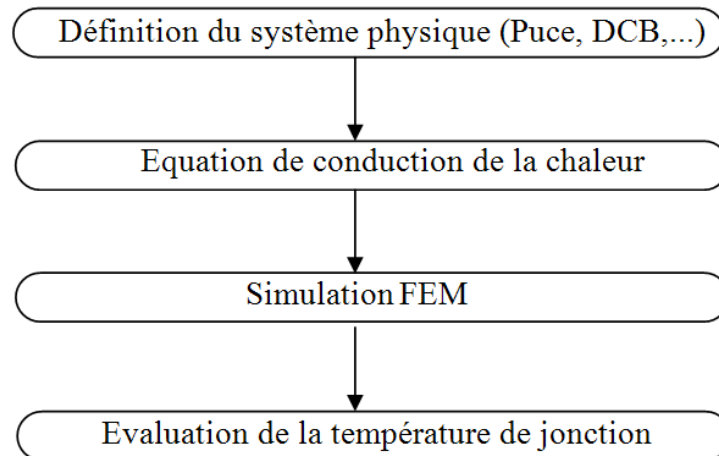 Définition du système physique (Puce, DCB,...)
Equation de conduction de la chaleur
Simulation FEM
Evaluation de la température de jonction